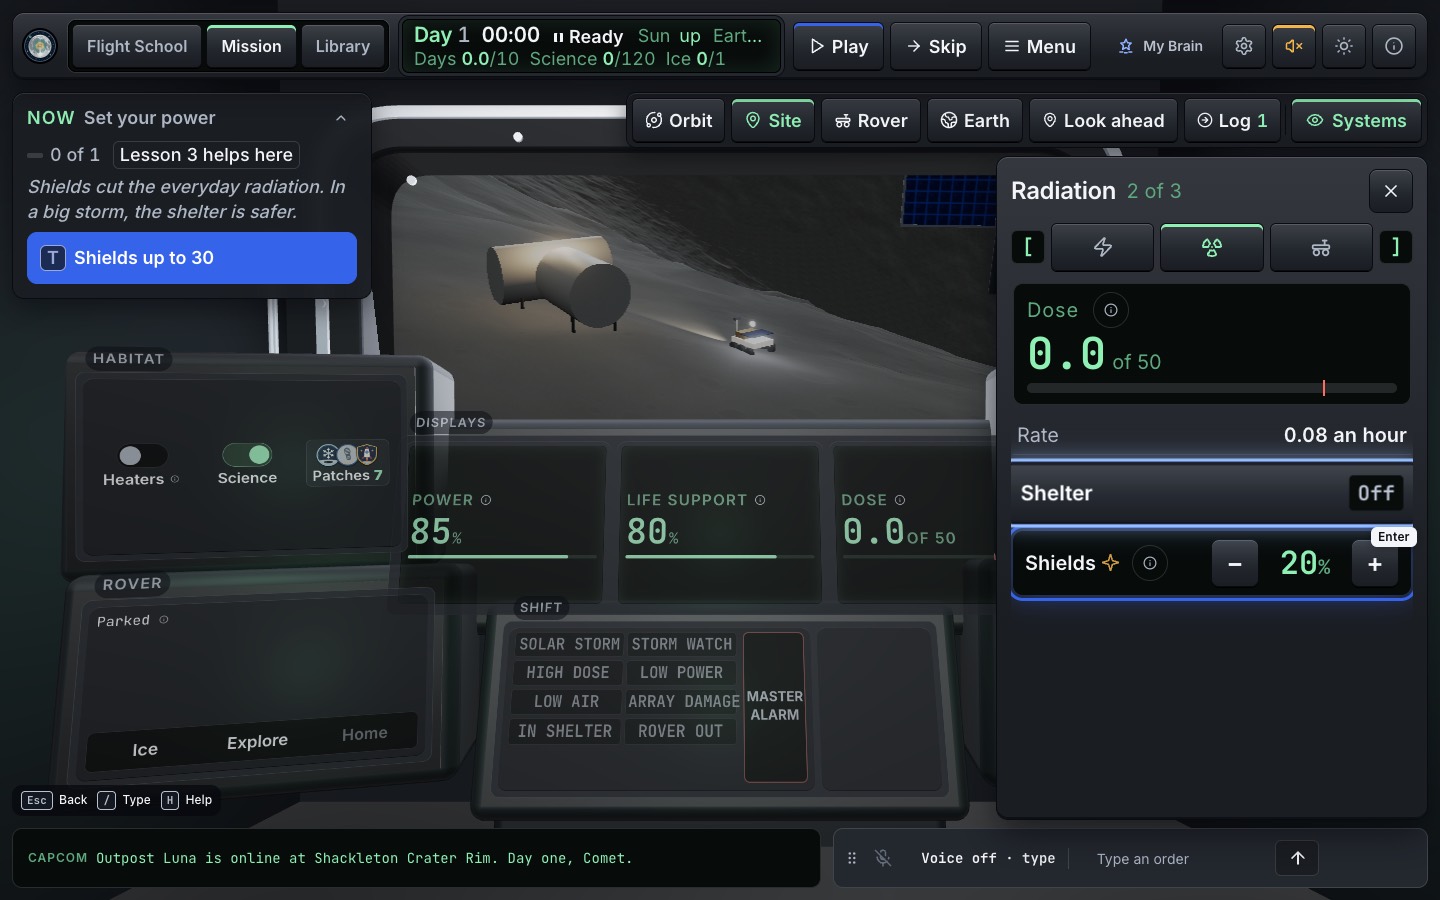 Flight School Mission Library
Day 1 00:00 Ready Sun up Eart...
Days 0.0/10 Science 0/120 Ice 0/1
Play Skip Menu My Brain
NOW Set your power
0 of 1 Lesson 3 helps here
Shields cut the everyday radiation. In
a big storm, the shelter is safer.
T Shields up to 30
Orbit Site Rover Earth Look ahead Log 1 Systems
Radiation 2 of 3
[ ]
Dose
0.0 of 50
Rate 0.08 an hour
Shelter Off
Enter
Shields − 20% +
HABITAT
Heaters Science Patches 7
DISPLAYS
POWER
85%
LIFE SUPPORT
80%
DOSE
0.0 OF 50
ROVER
Parked
Ice Explore Home
SHIFT
SOLAR STORM STORM WATCH
HIGH DOSE LOW POWER
LOW AIR ARRAY DAMAGE
IN SHELTER ROVER OUT
MASTER
ALARM
Esc Back / Type H Help
CAPCOM Outpost Luna is online at Shackleton Crater Rim. Day one, Comet.
Voice off · type Type an order